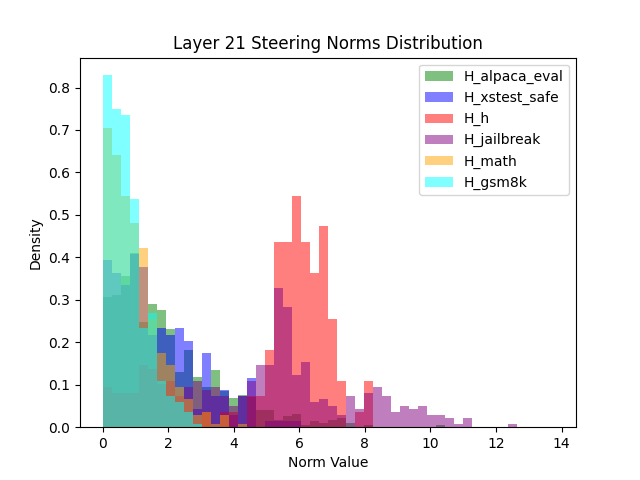 Layer 21 Steering Norms Distribution
H_alpaca_eval
H_xstest_safe
H_h
H_jailbreak
H_math
H_gsm8k
Density
0.8
0.7
0.6
0.5
0.4
0.3
0.2
0.1
0.0
0 2 4 6 8 10 12 14
Norm Value